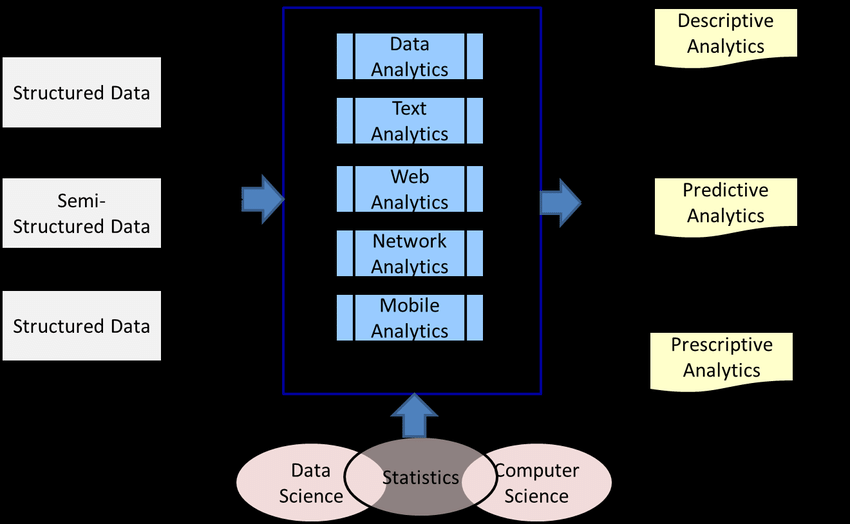 Structured Data
Semi-
Structured Data
Structured Data
Data
Analytics
Text
Analytics
Web
Analytics
Network
Analytics
Mobile
Analytics
Descriptive
Analytics
Predictive
Analytics
Prescriptive
Analytics
Data
Science
Statistics
Computer
Science